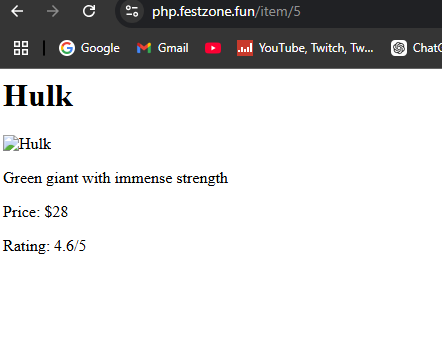 php.festzone.fun/item/5
Google Gmail YouTube, Twitch, Tw... ChatG
Hulk
Hulk
Green giant with immense strength
Price: $28
Rating: 4.6/5